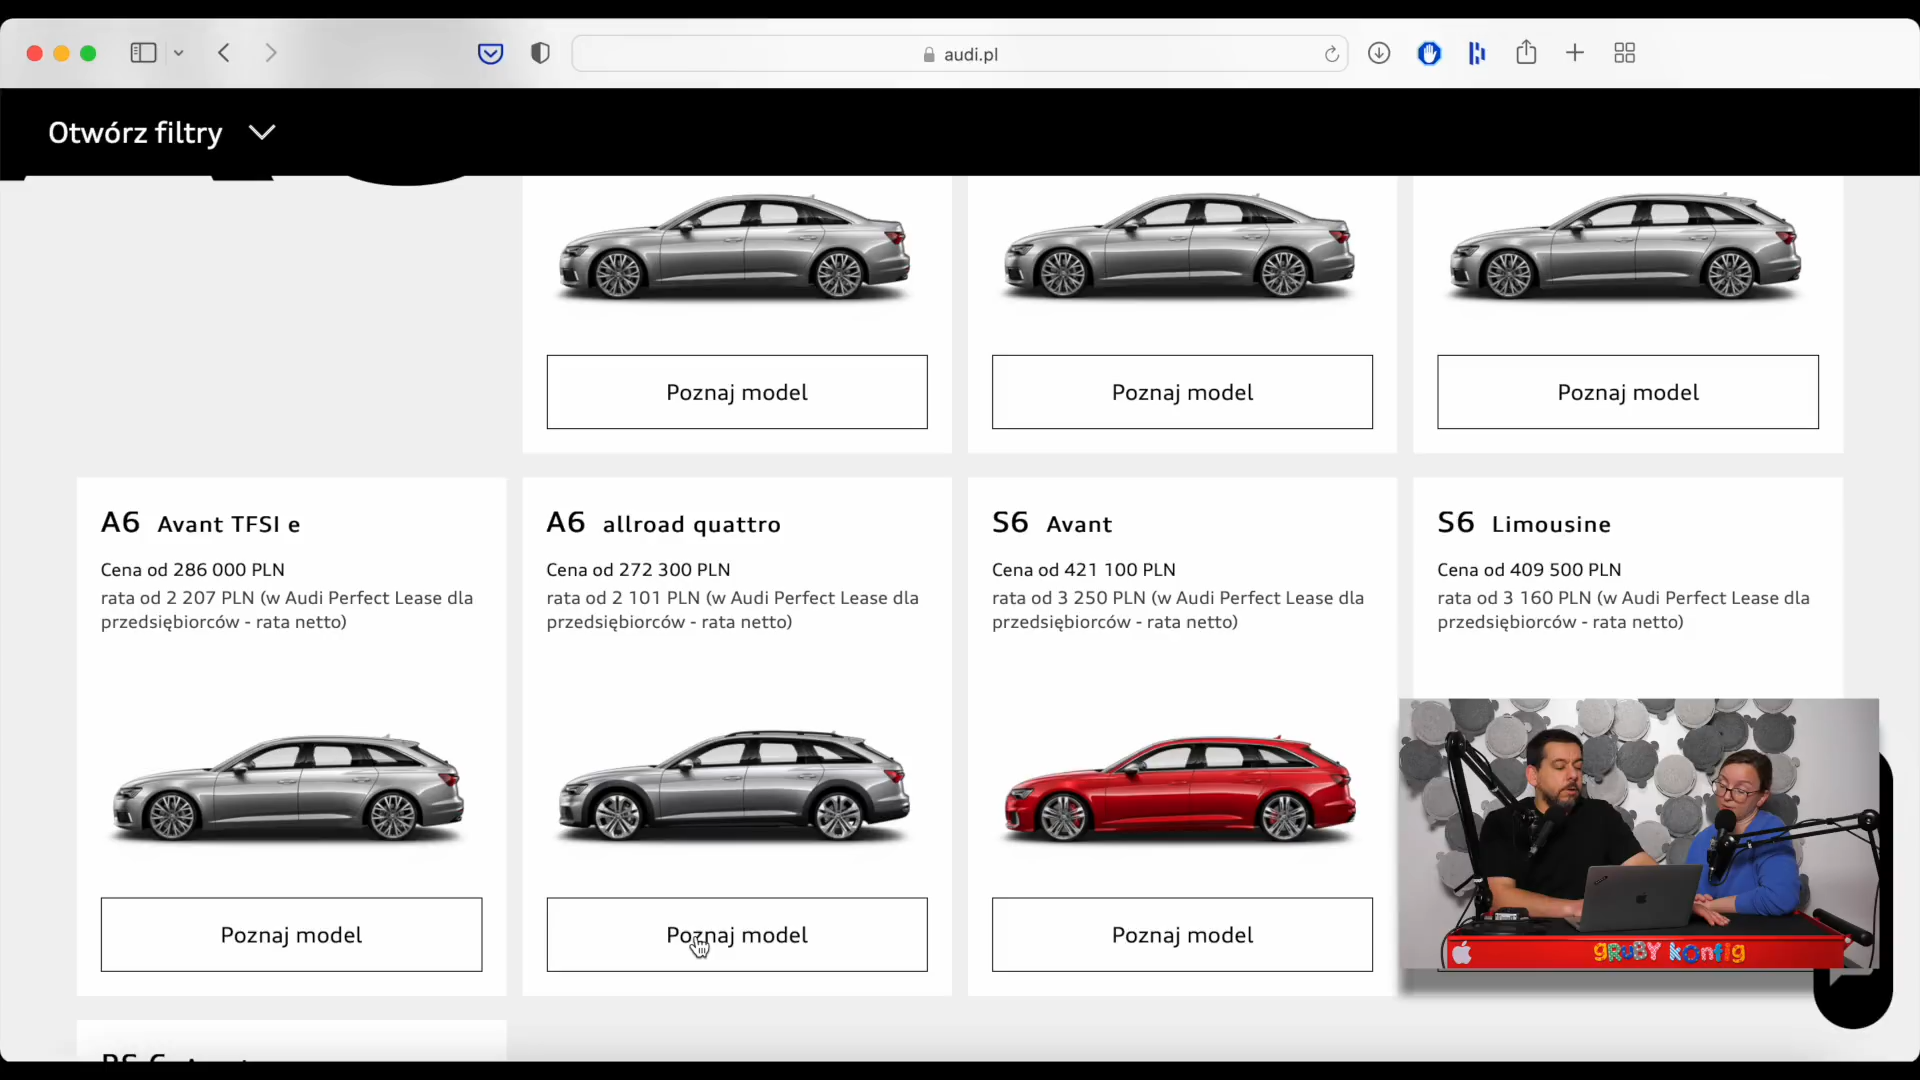 audi.pl
Otwórz filtry
Poznaj model
Poznaj model
Poznaj model
A6 Avant TFSI e
Cena od 286 000 PLN
rata od 2 207 PLN (w Audi Perfect Lease dla
przedsiębiorców - rata netto)
Poznaj model
A6 allroad quattro
Cena od 272 300 PLN
rata od 2 101 PLN (w Audi Perfect Lease dla
przedsiębiorców - rata netto)
Poznaj model
S6 Avant
Cena od 421 100 PLN
rata od 3 250 PLN (w Audi Perfect Lease dla
przedsiębiorców - rata netto)
Poznaj model
S6 Limousine
Cena od 409 500 PLN
rata od 3 160 PLN (w Audi Perfect Lease dla
przedsiębiorców - rata netto)
gRuBY konfig